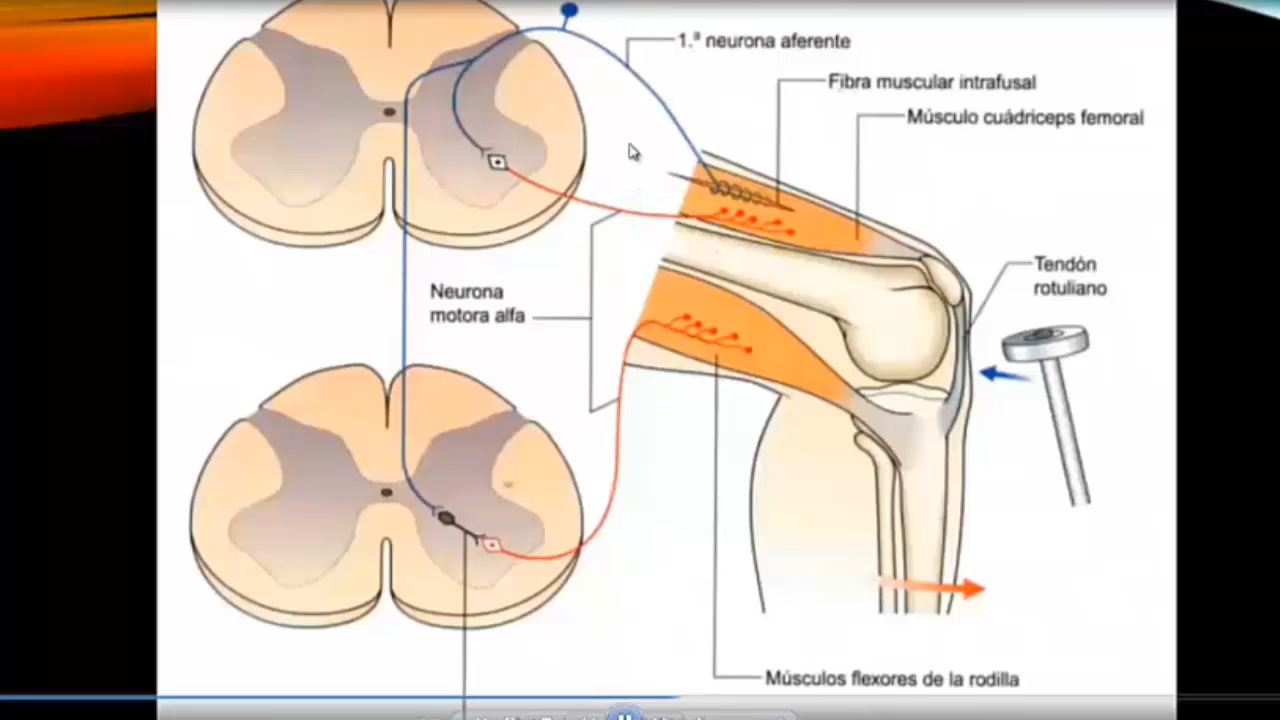 1.ª neurona aferente
Fibra muscular intrafusal
Músculo cuádriceps femoral
Tendón
rotuliano
Neurona
motora alfa
Músculos flexores de la rodilla